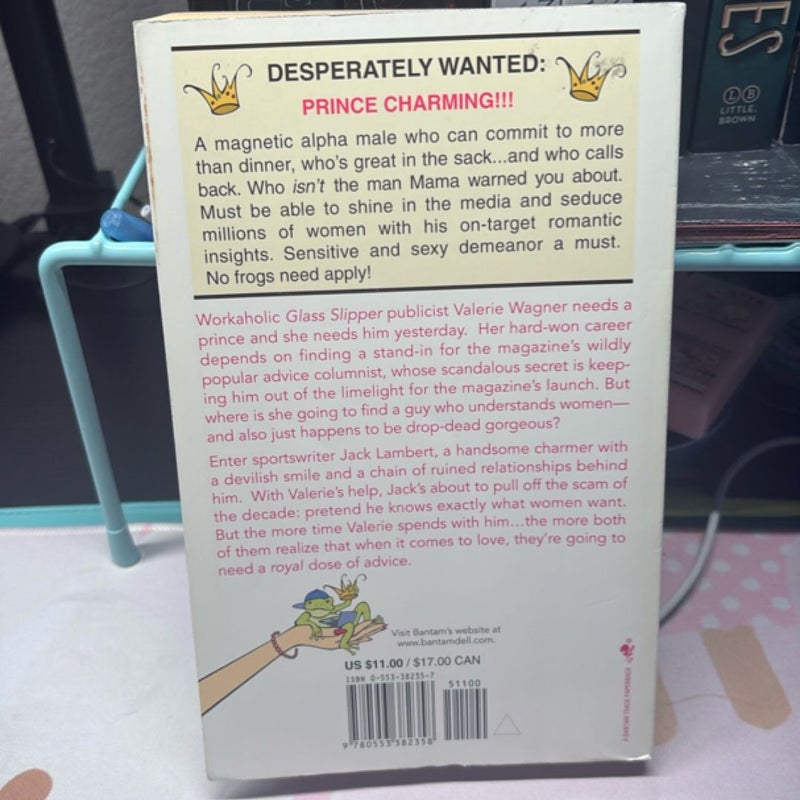 DESPERATELY WANTED:
PRINCE CHARMING!!!
A magnetic alpha male who can commit to more
than dinner, who's great in the sack...and who calls
back. Who isn't the man Mama warned you about.
Must be able to shine in the media and seduce
millions of women with his on-target romantic
insights. Sensitive and sexy demeanor a must.
No frogs need apply!
Workaholic Glass Slipper publicist Valerie Wagner needs a
prince and she needs him yesterday. Her hard-won career
depends on finding a stand-in for the magazine's wildly
popular advice columnist, whose scandalous secret is keep-
ing him out of the limelight for the magazine's launch. But
where is she going to find a guy who understands women—
and also just happens to be drop-dead gorgeous?
Enter sportswriter Jack Lambert, a handsome charmer with
a devilish smile and a chain of ruined relationships behind
him. With Valerie's help, Jack's about to pull off the scam of
the decade: pretend he knows exactly what women want.
But the more time Valerie spends with him...the more both
of them realize that when it comes to love, they're going to
need a royal dose of advice.
Visit Bantam's website at
www.bantamdell.com.
US $11.00 / $17.00 CAN
ISBN 0-553-38235-7
51100
9 780553 382358
A BANTAM TRADE PAPERBACK
ES
LB
LITTLE,
BROWN